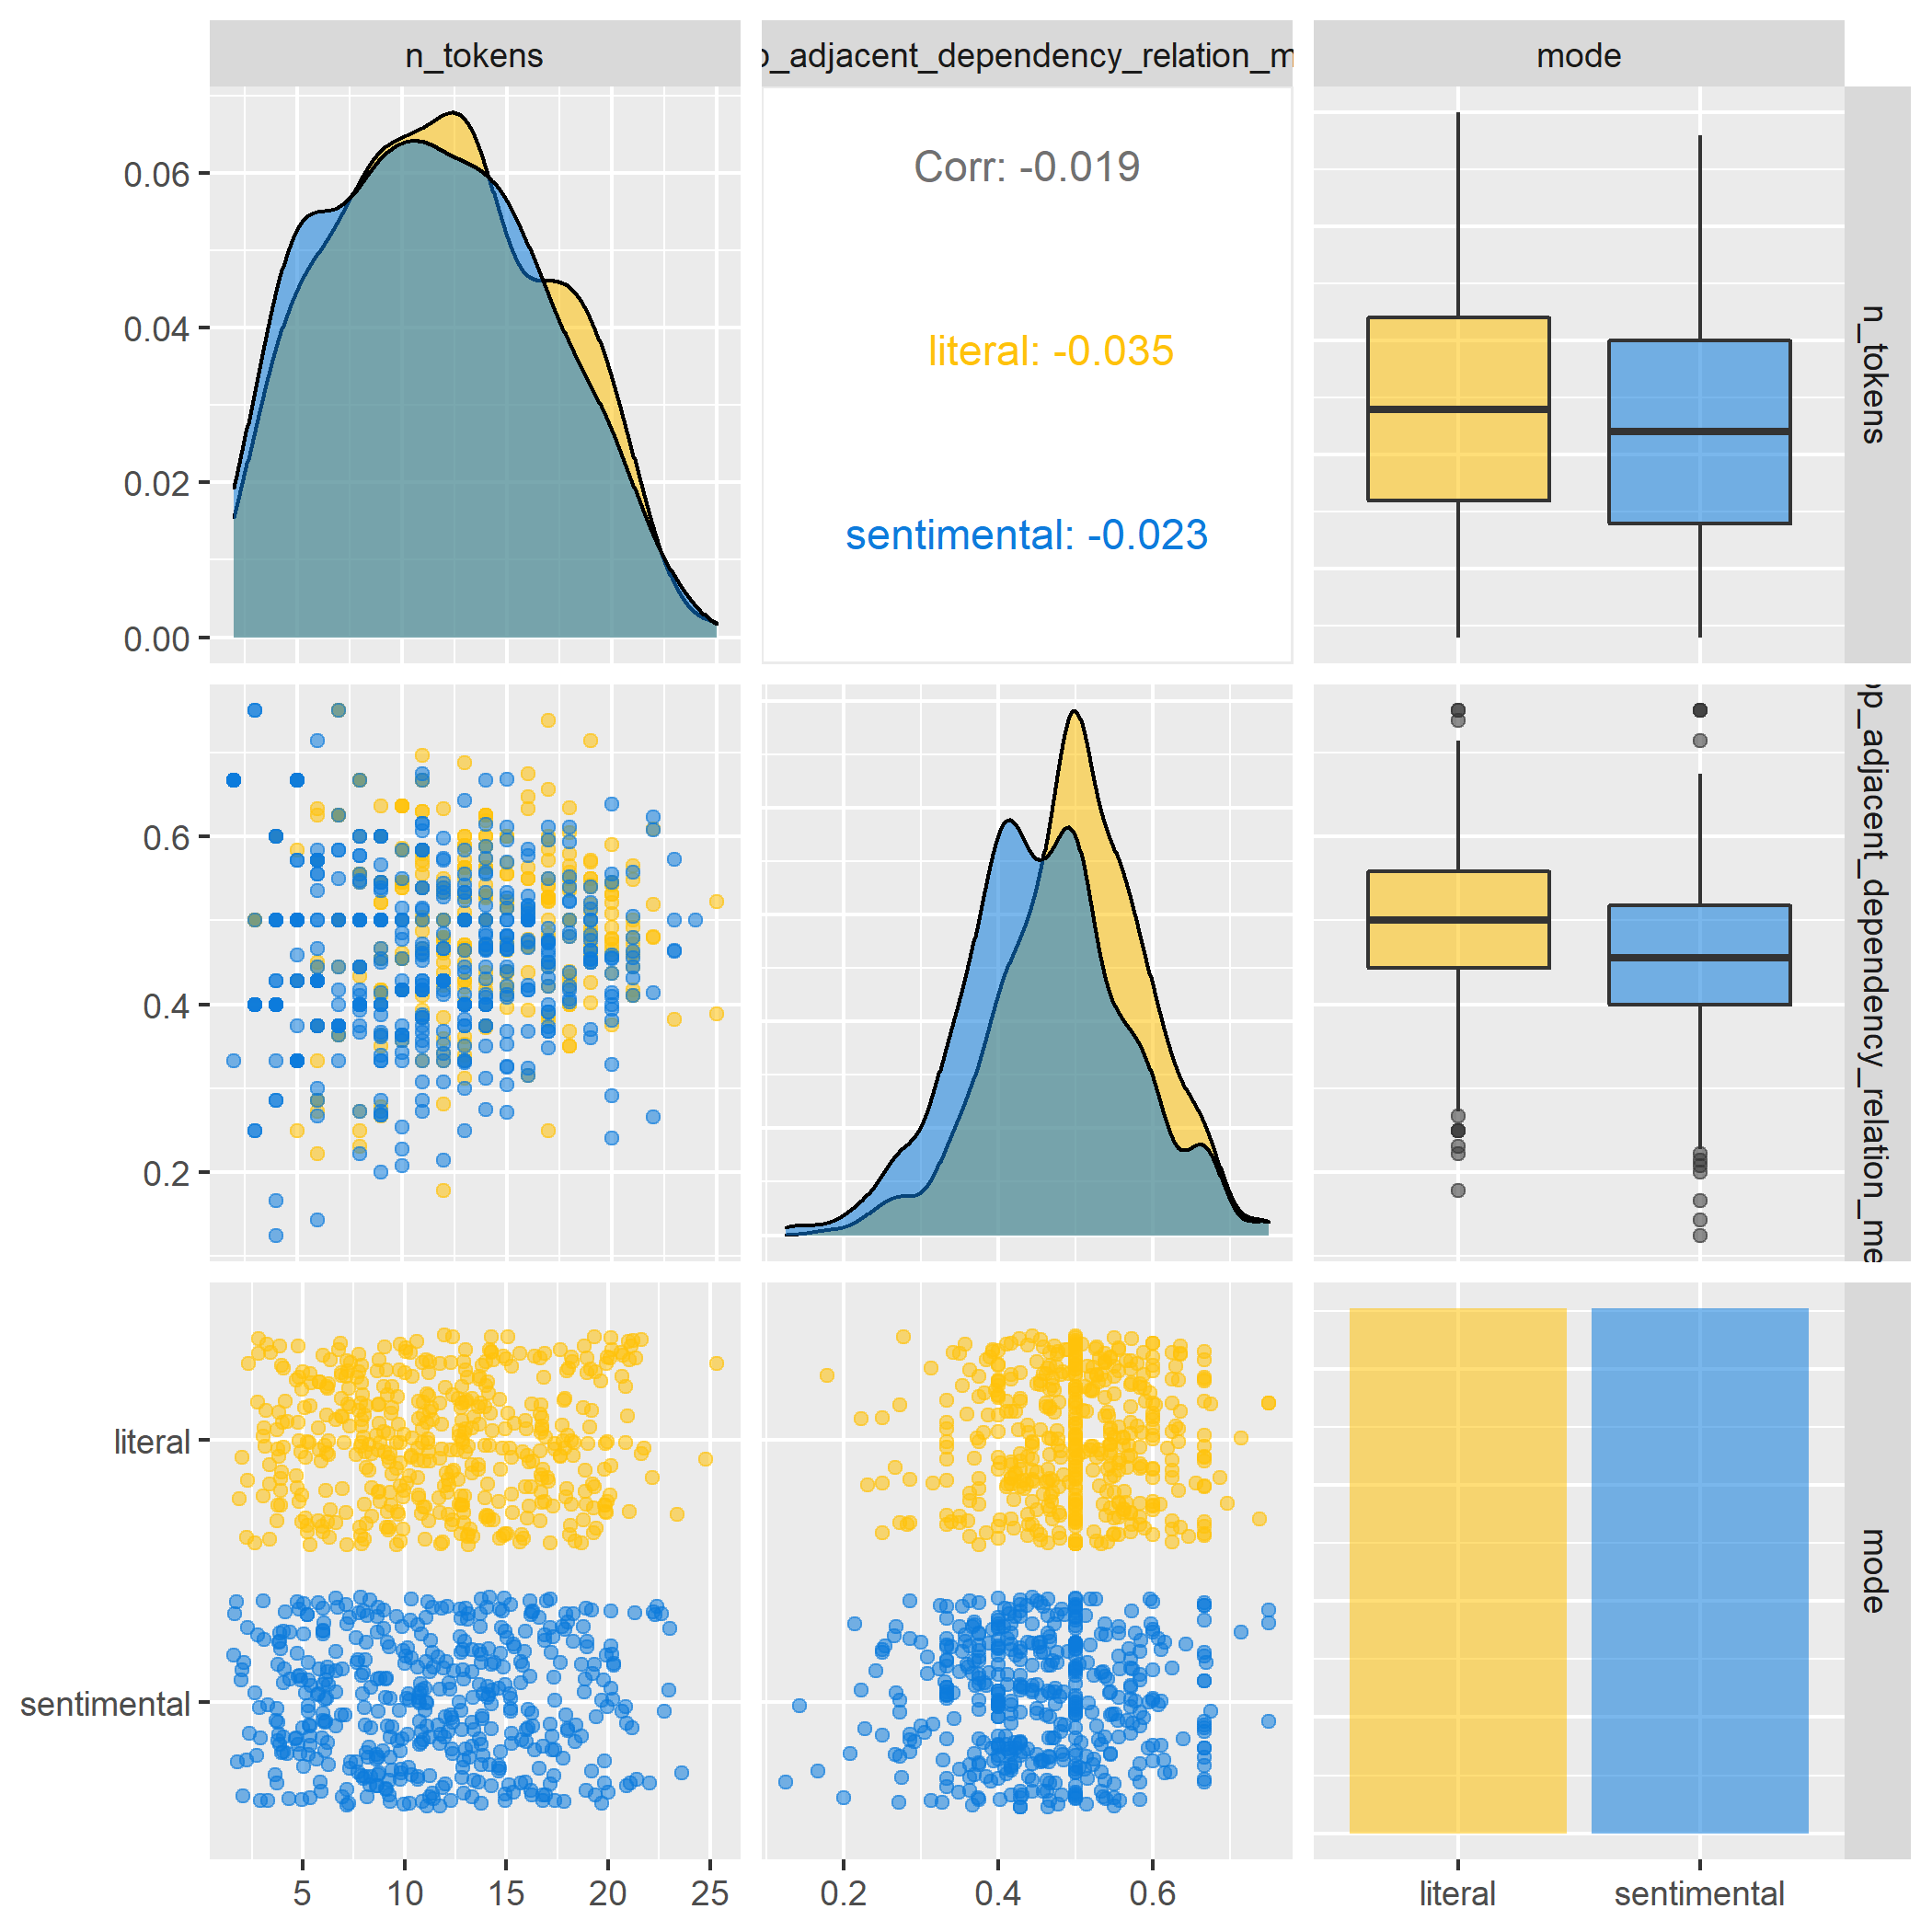 n_tokens
o_adjacent_dependency_relation_m
mode
0.06
0.04
0.02
0.00
Corr: -0.019
literal: -0.035
sentimental: -0.023
n_tokens
0.6
0.4
0.2
op_adjacent_dependency_relation_me
literal
sentimental
mode
5 10 15 20 25
0.2 0.4 0.6
literal sentimental